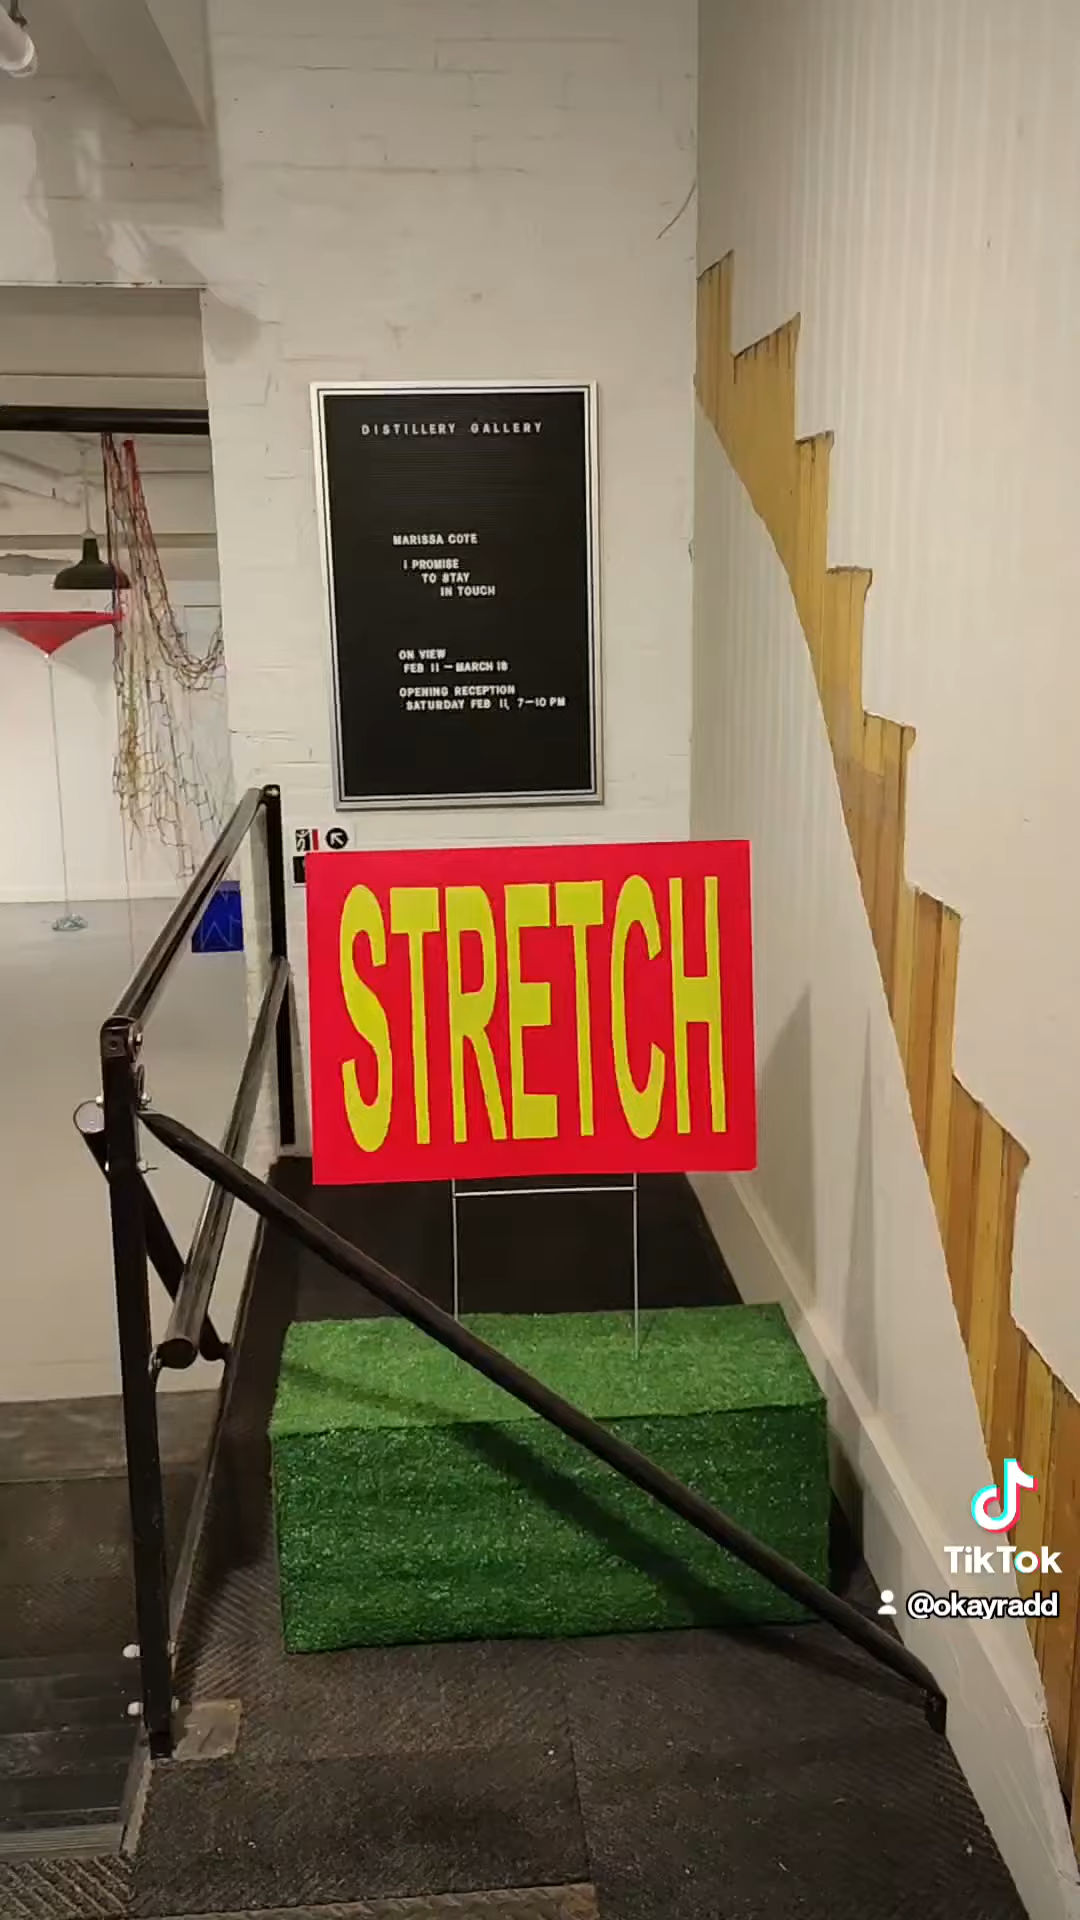 DISTILLERY GALLERY
MARISSA COTE
I PROMISE
TO STAY
IN TOUCH
ON VIEW
FEB 11 – MARCH 18
OPENING RECEPTION
SATURDAY FEB 11, 7–10 PM
STRETCH
TikTok
@okayradd